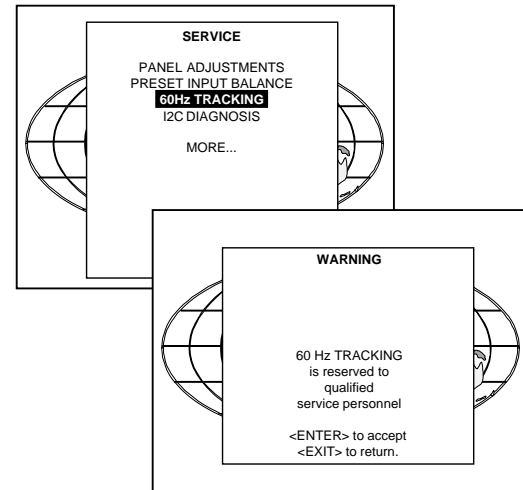 SERVICE
PANEL ADJUSTMENTS
PRESET INPUT BALANCE
60Hz TRACKING
I2C DIAGNOSIS
MORE...
WARNING
60 Hz TRACKING
is reserved to
qualified
service personnel
<ENTER> to accept
<EXIT> to return.